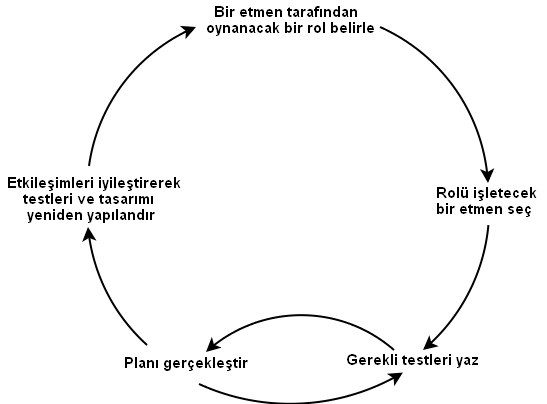 Bir etmen tarafından
oynanacak bir rol belirle
Rolü işletecek
bir etmen seç
Gerekli testleri yaz
Planı gerçekleştir
Etkileşimleri iyileştirerek
testleri ve tasarımı
yeniden yapılandır